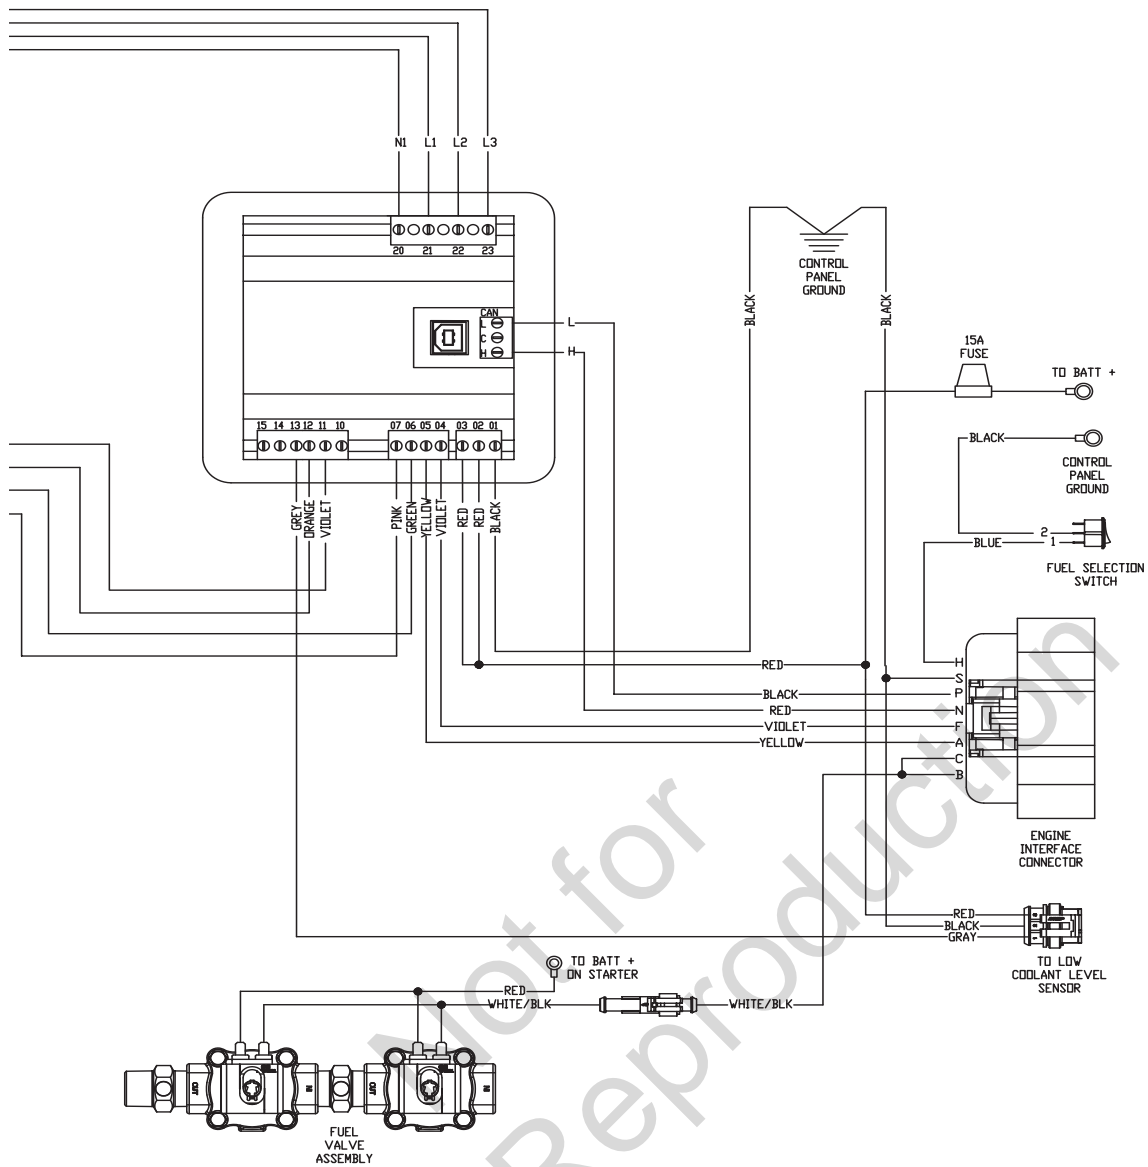 N1 L1 L2 L3
20 21 22 23
CAN
L
C
H
L
H
15 14 13 12 11 10
07 06 05 04
03 02 01
GREY
ORANGE
VIOLET
PINK
GREEN
YELLOW
VIOLET
RED
RED
BLACK
BLACK
CONTROL
PANEL
GROUND
BLACK
15A
FUSE
TO BATT +
BLACK
CONTROL
PANEL
GROUND
2
BLUE 1
FUEL SELECTION
SWITCH
RED
BLACK
RED
VIOLET
YELLOW
H
S
P
N
F
A
C
B
ENGINE
INTERFACE
CONNECTOR
RED
BLACK
GRAY
TO LOW
COOLANT LEVEL
SENSOR
TO BATT +
ON STARTER
RED
WHITE/BLK
WHITE/BLK
OUT
IN
OUT
IN
FUEL
VALVE
ASSEMBLY
Not for
Reproduction